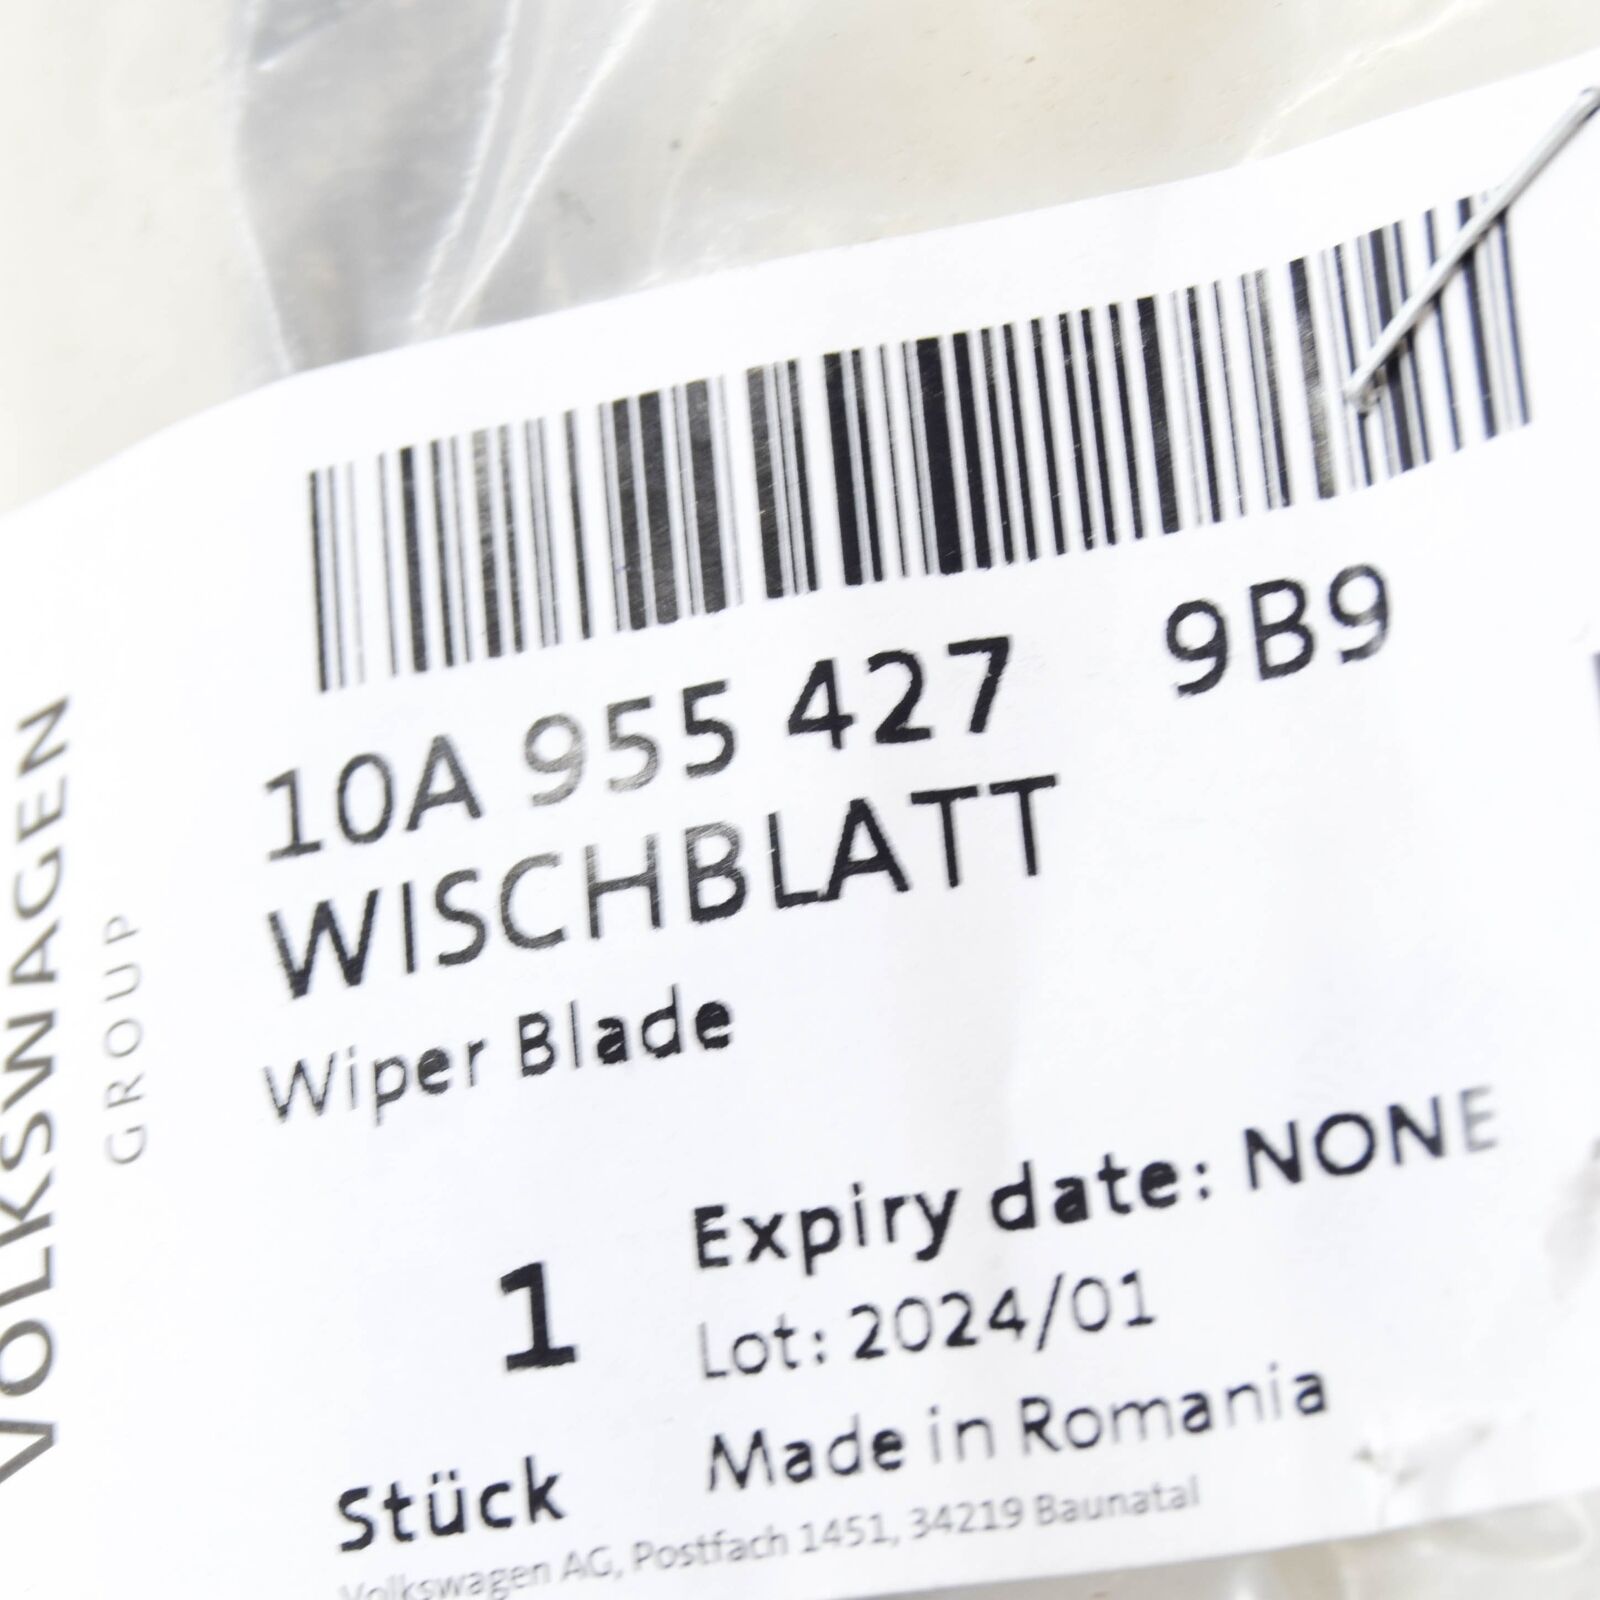 VOLKSWAGEN
GROUP
10A 955 427 9B9
WISCHBLATT
Wiper Blade
Expiry date: NONE
1
Lot: 2024/01
Made in Romania
Stück
Volkswagen AG, Postfach 1451, 34219 Baunatal